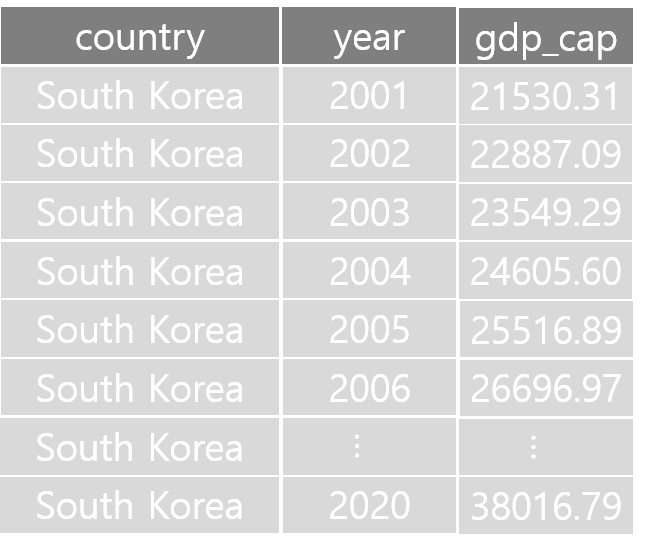 country year gdp_cap
South Korea 2001 21530.31
South Korea 2002 22887.09
South Korea 2003 23549.29
South Korea 2004 24605.60
South Korea 2005 25516.89
South Korea 2006 26696.97
South Korea ⋮ ⋮
South Korea 2020 38016.79